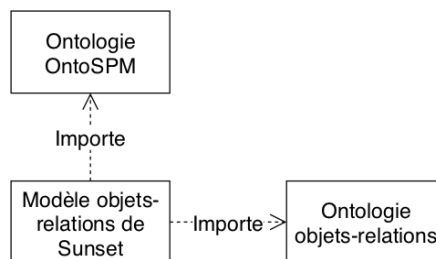 Ontologie
OntoSPM
Importe
Modèle objets-
relations de
Sunset
Importe
Ontologie
objets-relations